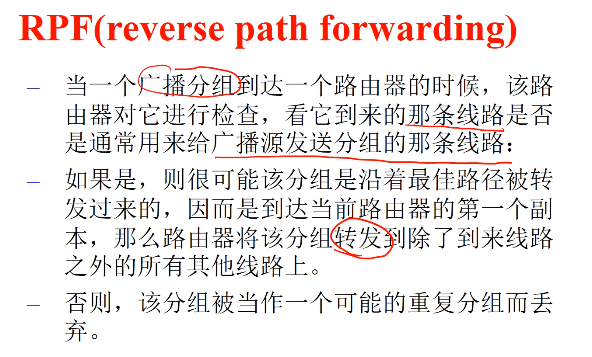 RPF(reverse path forwarding)
– 当一个广播分组到达一个路由器的时候，该路
由器对它进行检查，看它到来的那条线路是否
是通常用来给广播源发送分组的那条线路：
– 如果是，则很可能该分组是沿着最佳路径被转
发过来的，因而是到达当前路由器的第一个副
本，那么路由器将该分组转发到除了到来线路
之外的所有其他线路上。
– 否则，该分组被当作一个可能的重复分组而丢
弃。